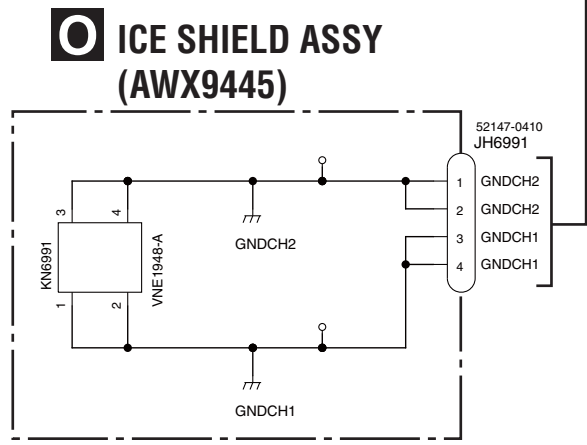 O ICE SHIELD ASSY
(AWX9445)
52147-0410
JH6991
1 GNDCH2
2 GNDCH2
3 GNDCH1
4 GNDCH1
3 4
KN6991
VNE1948-A
1 2
GNDCH2
GNDCH1